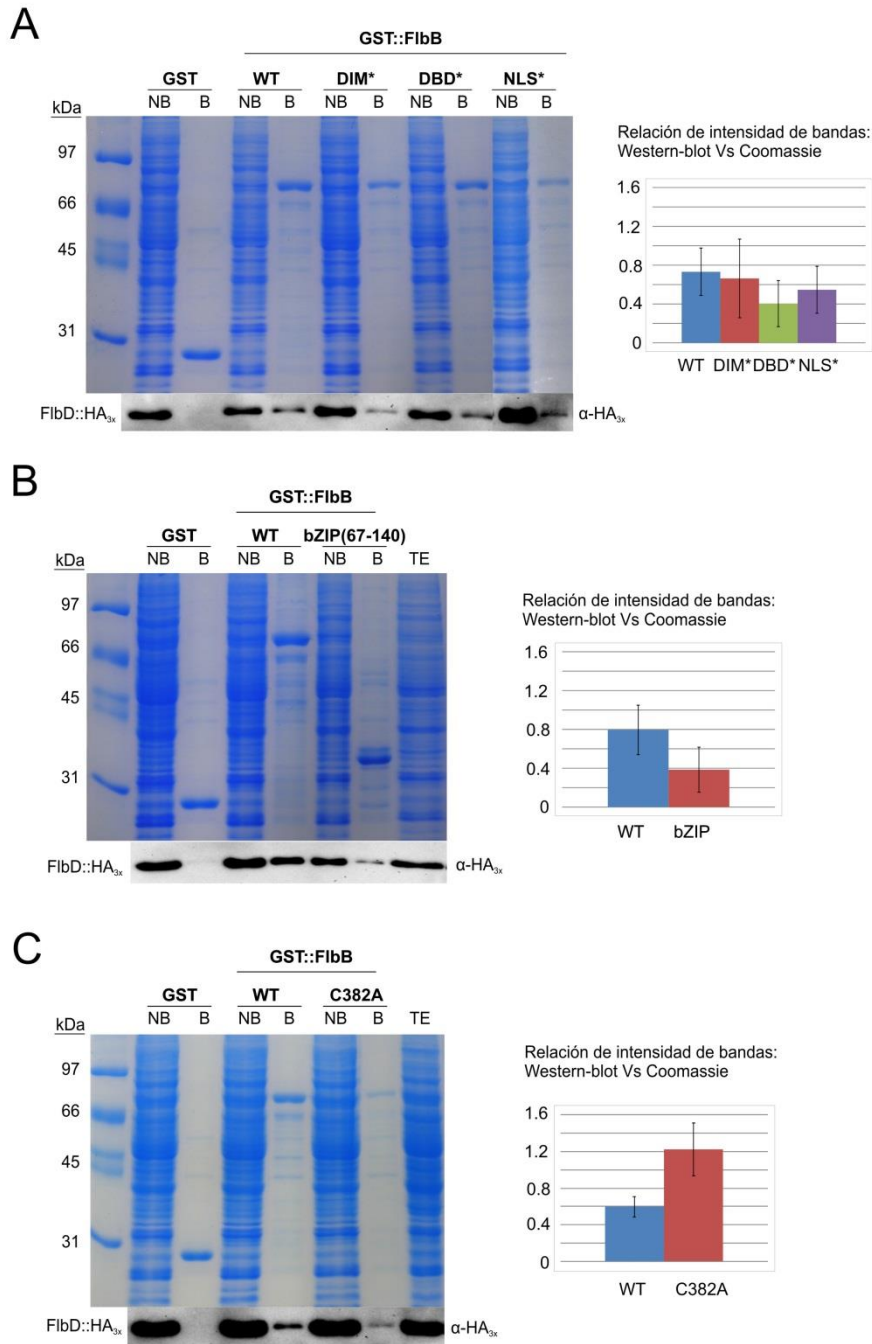 A
GST::FlbB
GST WT DIM* DBD* NLS*
kDa NB B NB B NB B NB B NB B
97
66
45
31
FlbD::HA3x α-HA3x
Relación de intensidad de bandas:
Western-blot Vs Coomassie
1.6
1.2
0.8
0.4
0
WT DIM* DBD* NLS*
B
GST::FlbB
GST WT bZIP(67-140)
kDa NB B NB B NB B TE
97
66
45
31
FlbD::HA3x α-HA3x
Relación de intensidad de bandas:
Western-blot Vs Coomassie
1.6
1.2
0.8
0.4
0
WT bZIP
C
GST::FlbB
GST WT C382A
kDa NB B NB B NB B TE
97
66
45
31
FlbD::HA3x α-HA3x
Relación de intensidad de bandas:
Western-blot Vs Coomassie
1.6
1.2
0.8
0.4
0
WT C382A